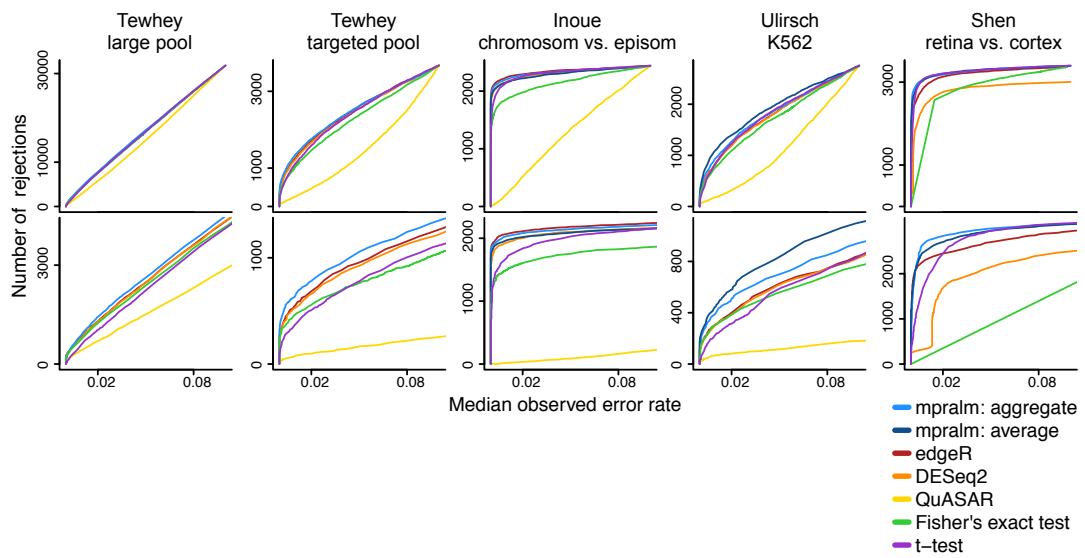 Tewhey
large pool
Tewhey
targeted pool
Inoue
chromosom vs. episom
Ulirsch
K562
Shen
retina vs. cortex
Number of rejections
0 10000 30000
0 1000 3000
0 1000 2000
0 1000 2000
0 1000 3000
0 3000
0 1000
0 1000 2000
0 400 800
0 1000 2000
0.02 0.08
0.02 0.08
0.02 0.08
0.02 0.08
0.02 0.08
Median observed error rate
mpralm: aggregate
mpralm: average
edgeR
DESeq2
QuASAR
Fisher's exact test
t−test